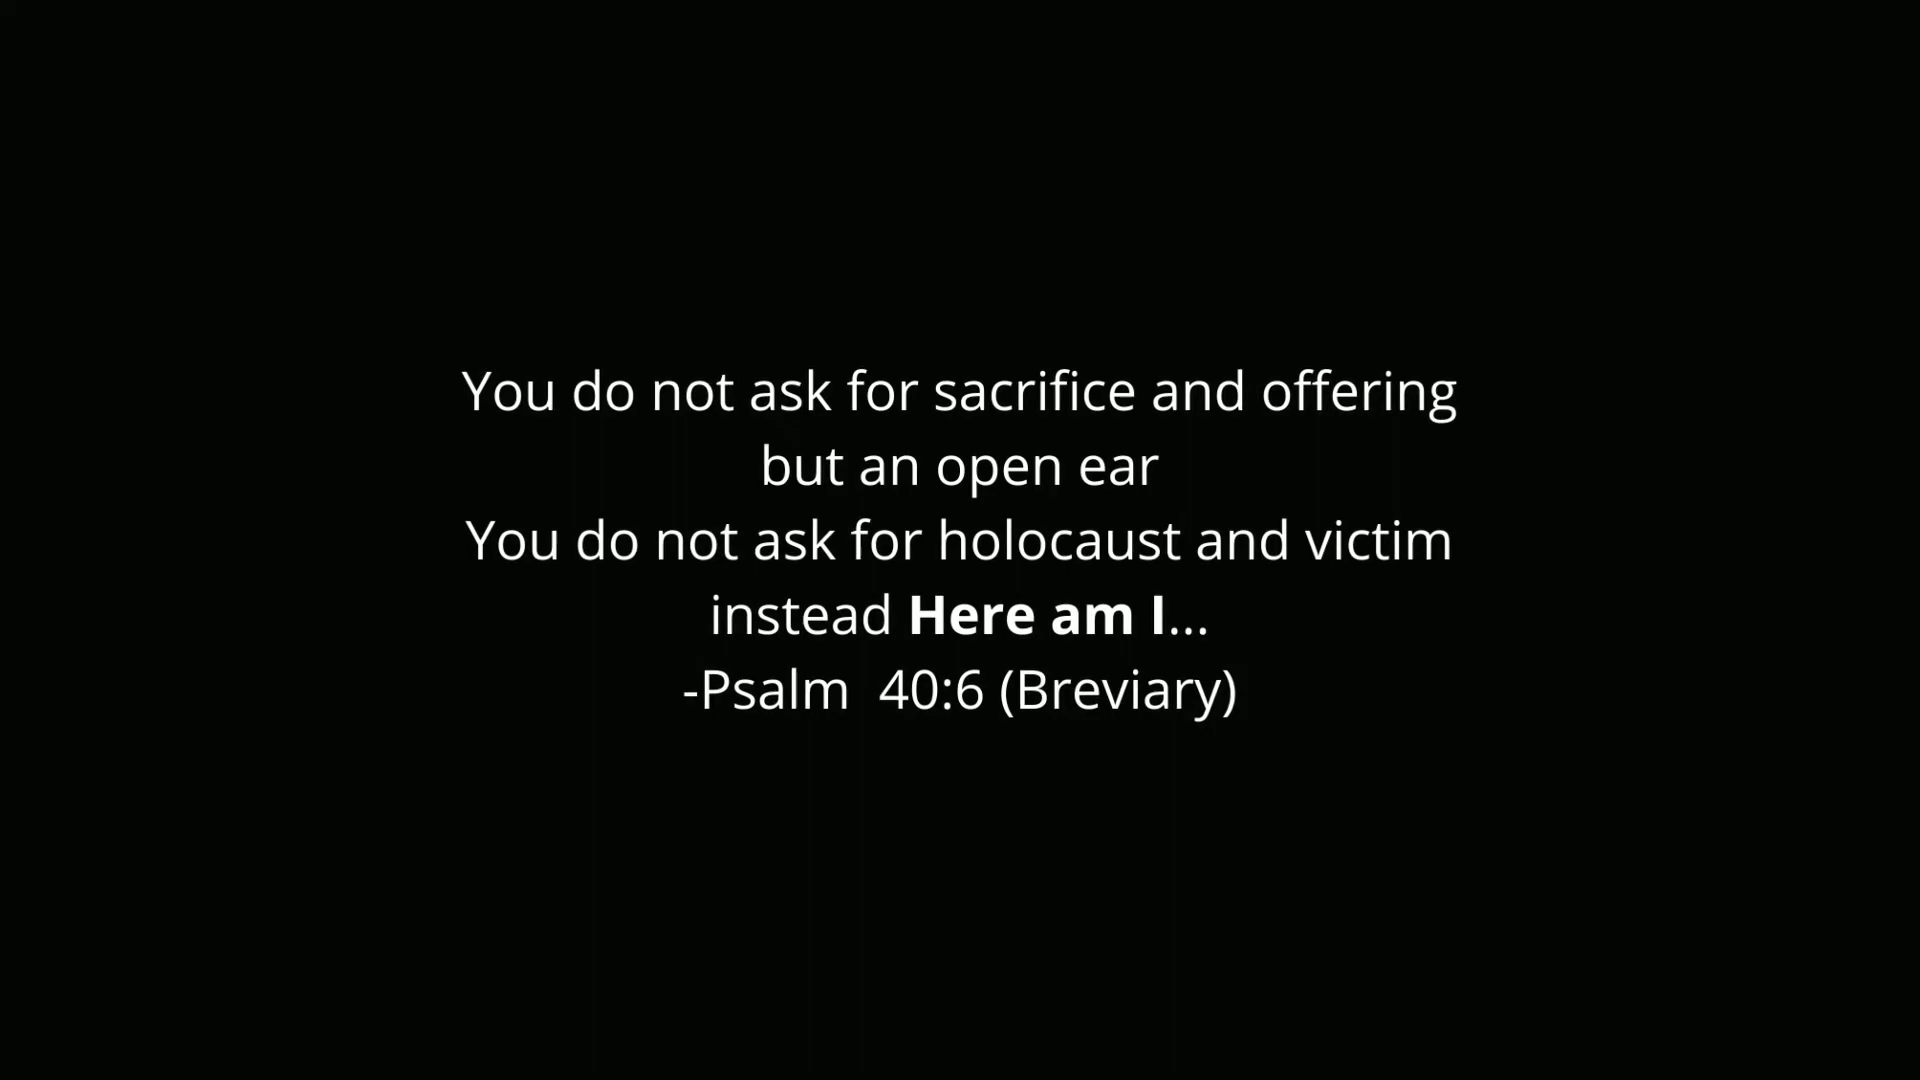 You do not ask for sacrifice and offering
but an open ear
You do not ask for holocaust and victim
instead Here am I...
-Psalm  40:6 (Breviary)